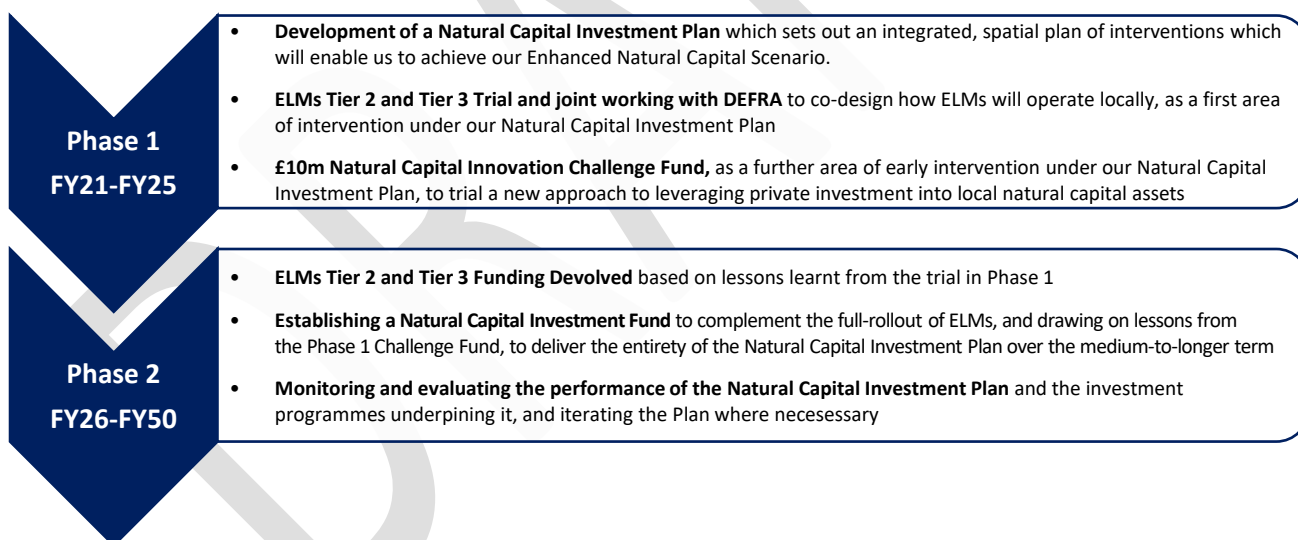 Phase 1
FY21-FY25
• Development of a Natural Capital Investment Plan which sets out an integrated, spatial plan of interventions which
will enable us to achieve our Enhanced Natural Capital Scenario.
• ELMs Tier 2 and Tier 3 Trial and joint working with DEFRA to co-design how ELMs will operate locally, as a first area
of intervention under our Natural Capital Investment Plan
• £10m Natural Capital Innovation Challenge Fund, as a further area of early intervention under our Natural Capital
Investment Plan, to trial a new approach to leveraging private investment into local natural capital assets
Phase 2
FY26-FY50
• ELMs Tier 2 and Tier 3 Funding Devolved based on lessons learnt from the trial in Phase 1
• Establishing a Natural Capital Investment Fund to complement the full-rollout of ELMs, and drawing on lessons from
the Phase 1 Challenge Fund, to deliver the entirety of the Natural Capital Investment Plan over the medium-to-longer term
• Monitoring and evaluating the performance of the Natural Capital Investment Plan and the investment
programmes underpining it, and iterating the Plan where necesessary